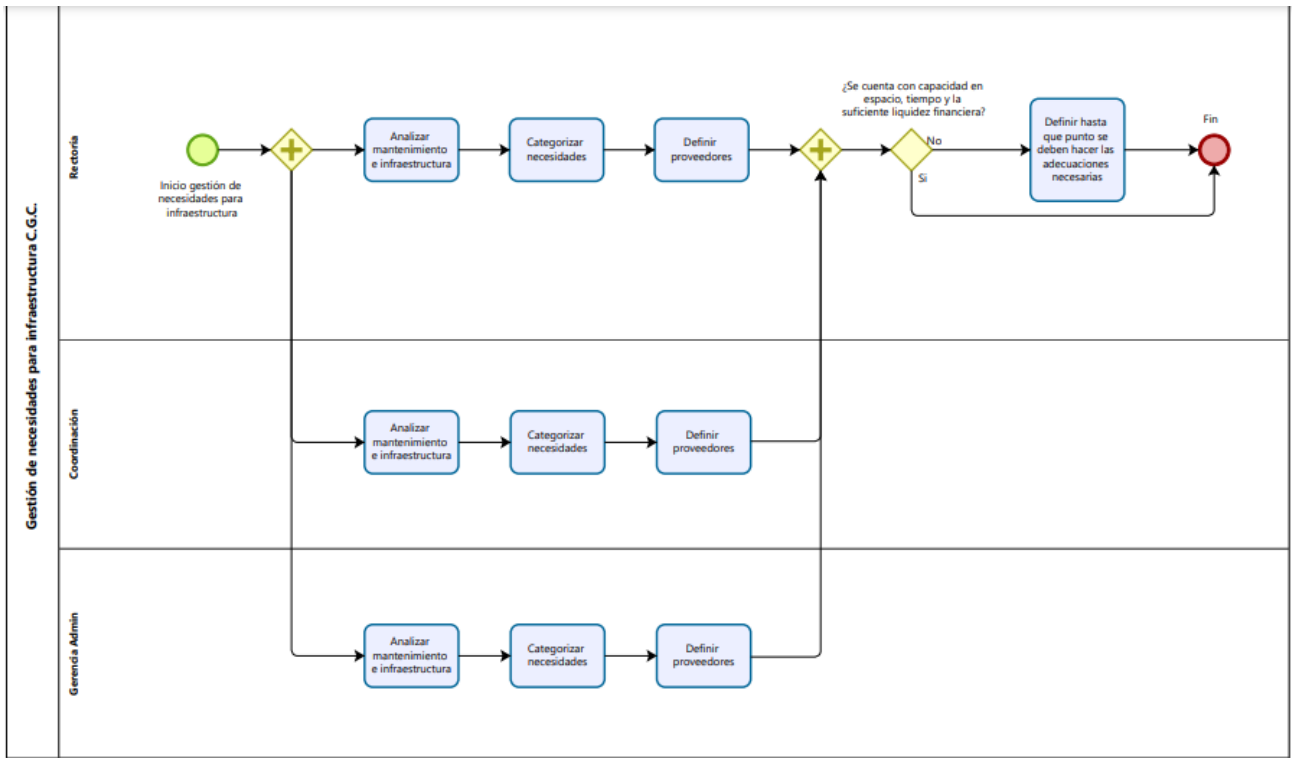 Gestión de necesidades para infraestructura C.G.C.
Rectoría
Inicio gestión de
necesidades para
infraestructura
Analizar
mantenimiento
e infraestructura
Categorizar
necesidades
Definir
proveedores
¿Se cuenta con capacidad en
espacio, tiempo y la
suficiente liquidez financiera?
No
Si
Definir hasta
que punto se
deben hacer las
adecuaciones
necesarias
Fin
Coordinación
Analizar
mantenimiento
e infraestructura
Categorizar
necesidades
Definir
proveedores
Gerencia Admin
Analizar
mantenimiento
e infraestructura
Categorizar
necesidades
Definir
proveedores